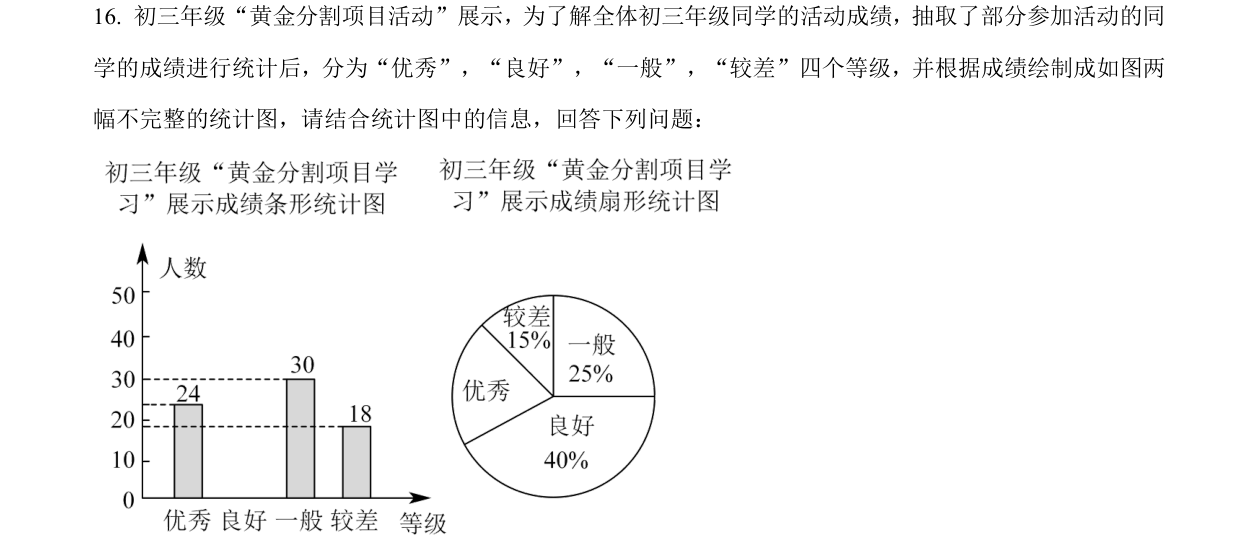 16. 初三年级“黄金分割项目活动”展示，为了解全体初三年级同学的活动成绩，抽取了部分参加活动的同
学的成绩进行统计后，分为“优秀”，“良好”，“一般”，“较差”四个等级，并根据成绩绘制成如图两
幅不完整的统计图，请结合统计图中的信息，回答下列问题：
初三年级“黄金分割项目学
习”展示成绩条形统计图
初三年级“黄金分割项目学
习”展示成绩扇形统计图
人数
50
40
30
20
10
0
24
30
18
优秀 良好 一般 较差 等级
较差
15%
一般
25%
优秀
良好
40%